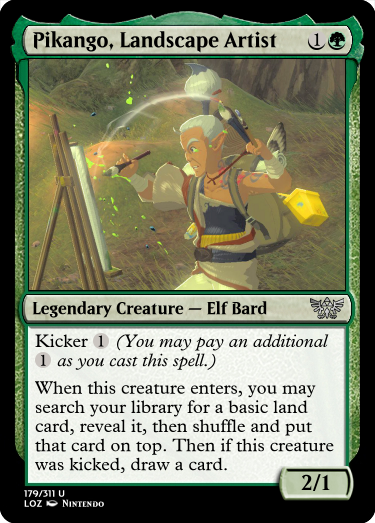 Pikango, Landscape Artist 1
Legendary Creature — Elf Bard
Kicker 1 (You may pay an additional
1 as you cast this spell.)
When this creature enters, you may
search your library for a basic land
card, reveal it, then shuffle and put
that card on top. Then if this creature
was kicked, draw a card.
2/1
179/311 U
LOZ • Nintendo